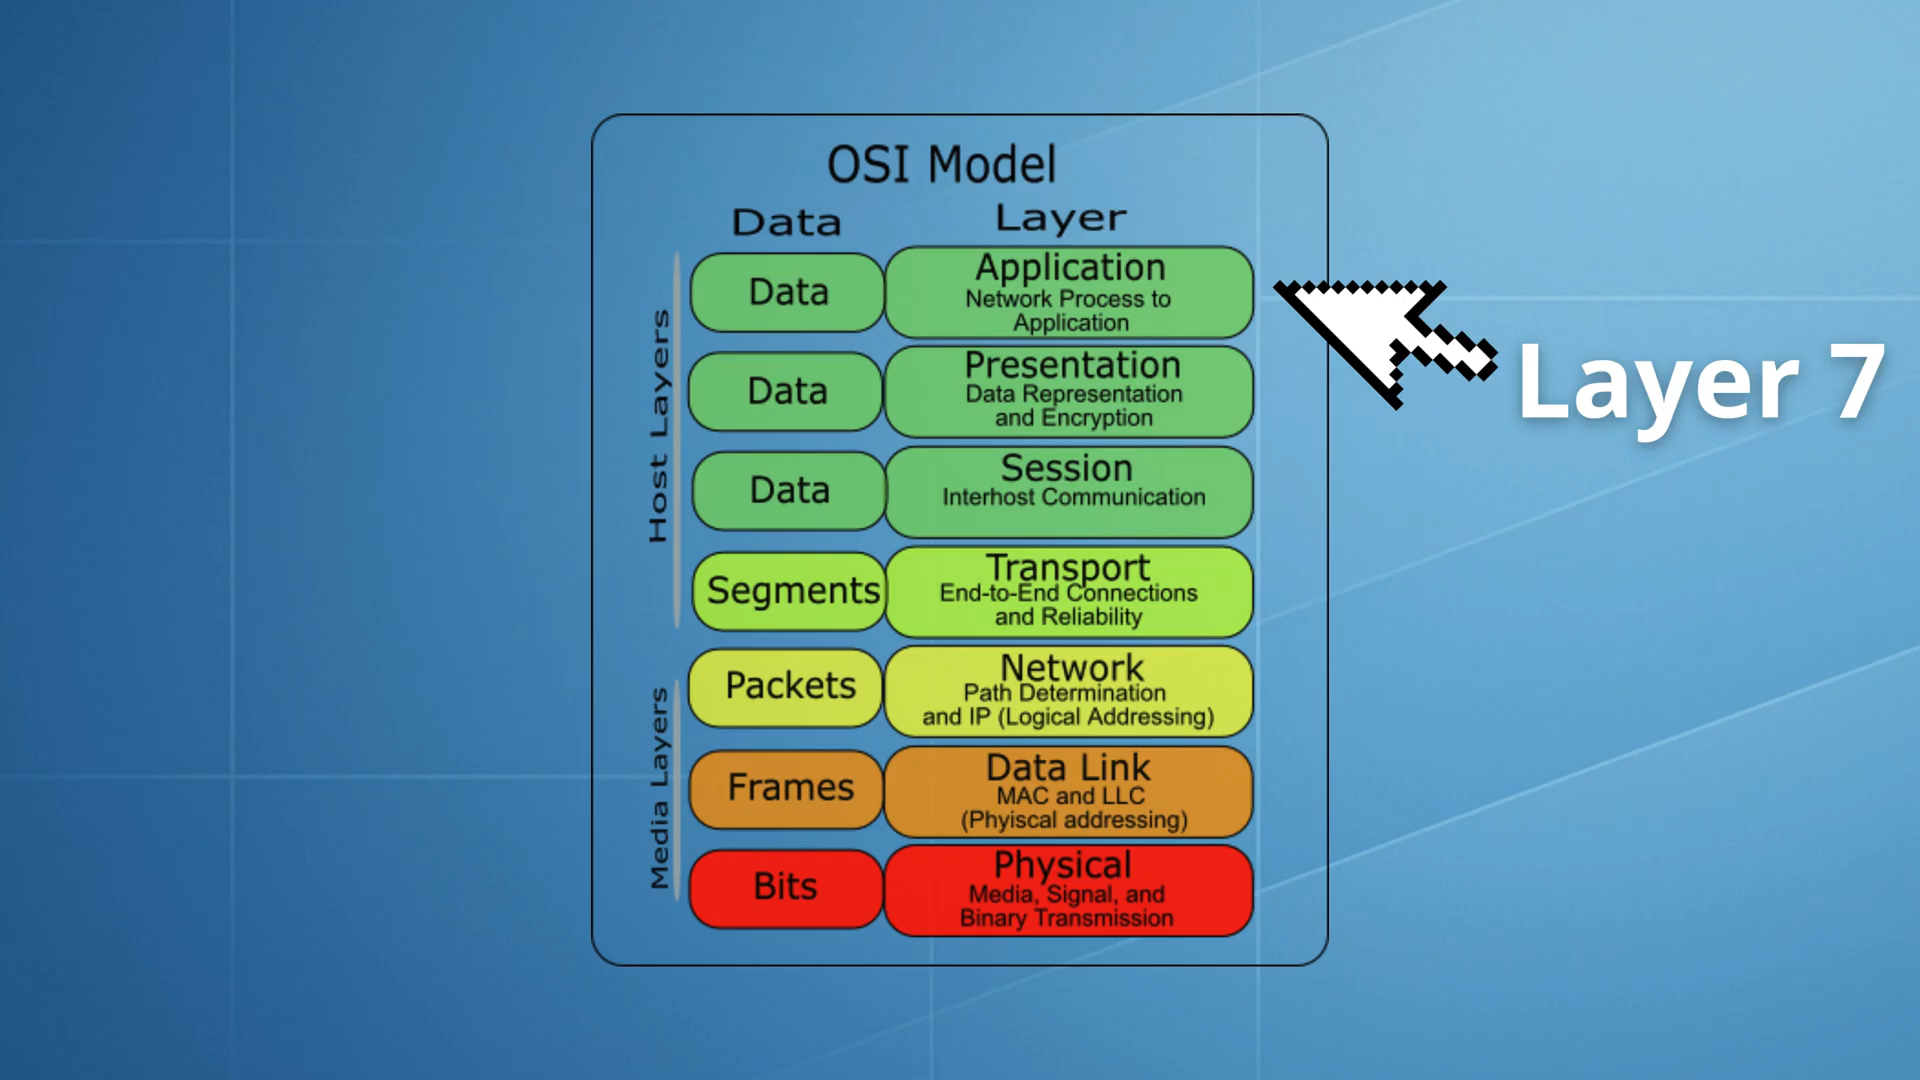 OSI Model
Data
Layer
Host Layers
Data
Application
Network Process to
Application
Data
Presentation
Data Representation
and Encryption
Data
Session
Interhost Communication
Segments
Transport
End-to-End Connections
and Reliability
Media Layers
Packets
Network
Path Determination
and IP (Logical Addressing)
Frames
Data Link
MAC and LLC
(Phyiscal addressing)
Bits
Physical
Media, Signal, and
Binary Transmission
Layer 7